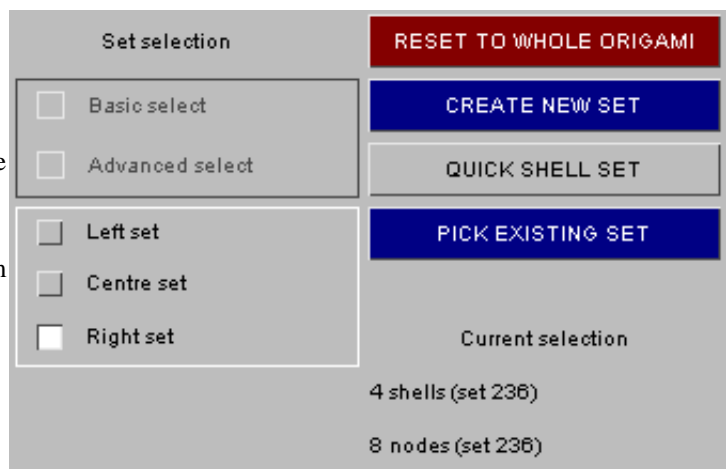 Set selection
RESET TO WHOLE ORIGAMI
Basic select
CREATE NEW SET
e
Advanced select
QUICK SHELL SET
Left set
PICK EXISTING SET
n
Centre set
Right set
Current selection
4 shells (set 236)
8 nodes (set 236)